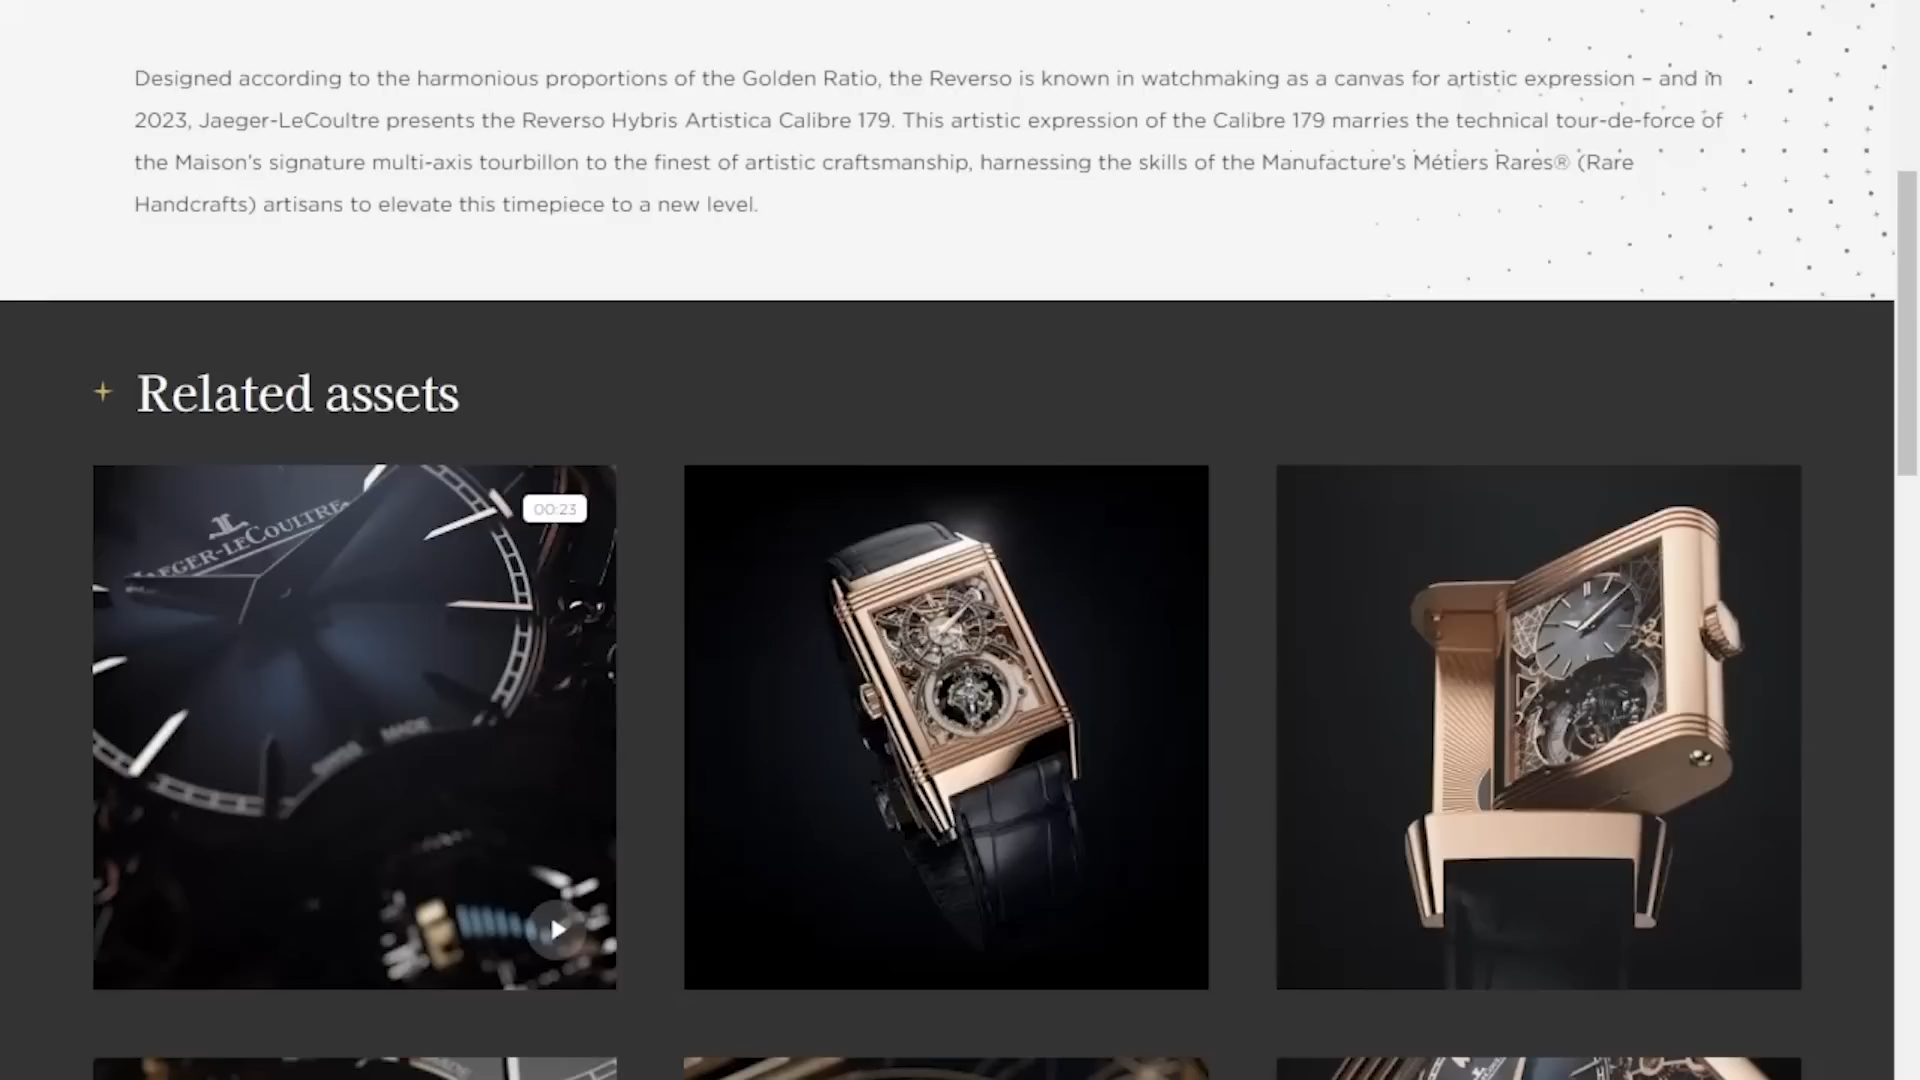 Designed according to the harmonious proportions of the Golden Ratio, the Reverso is known in watchmaking as a canvas for artistic expression – and in
2023, Jaeger-LeCoultre presents the Reverso Hybris Artistica Calibre 179. This artistic expression of the Calibre 179 marries the technical tour-de-force of
the Maison’s signature multi-axis tourbillon to the finest of artistic craftsmanship, harnessing the skills of the Manufacture’s Métiers Rares® (Rare
Handcrafts) artisans to elevate this timepiece to a new level.
Related assets
00:23
JAEGER-LECOULTRE
SWISS MADE